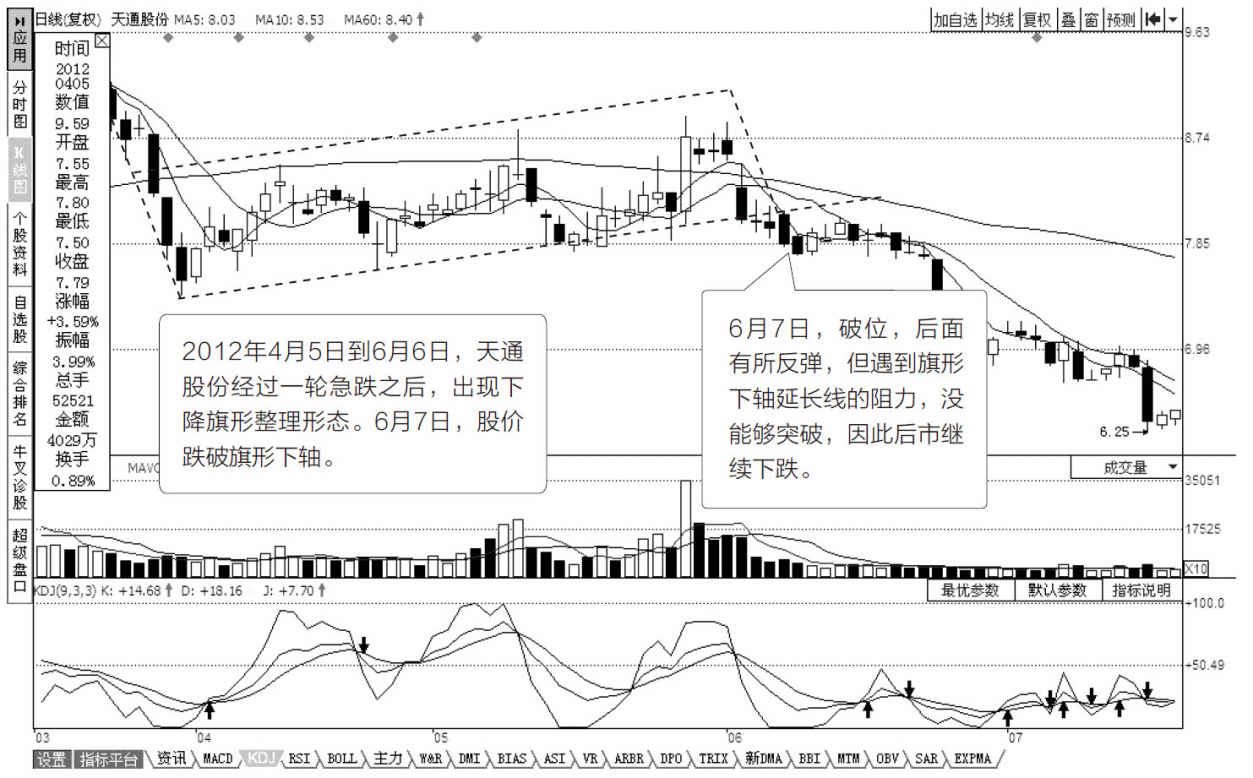 日线(复权) 天通股份 MA5: 8.03 MA10: 8.53 MA60: 8.40↑
加自选 均线 复权 叠 窗 预测
应用
分时图
K线图
个股资料
自选股
综合排名
牛叉诊股
超级盘口
时间
2012
0405
数值
9.59
开盘
7.55
最高
7.80
最低
7.50
收盘
7.79
涨幅
+3.59%
振幅
3.99%
总手
52521
金额
4029万
换手
0.89%
9.63
8.74
7.85
6.96
6.25→
2012年4月5日到6月6日，天通
股份经过一轮急跌之后，出现下
降旗形整理形态。6月7日，股价
跌破旗形下轴。
6月7日，破位，后面
有所反弹，但遇到旗形
下轴延长线的阻力，没
能够突破，因此后市继
续下跌。
MAVO
成交量
35051
17525
X10
KDJ(9,3,3) K: +14.68↑ D: +18.16 J: +7.70↑
最优参数 默认参数 指标说明
+100.0
+50.49
03 04 05 06 07
设置 指标平台 资讯 MACD KDJ RSI BOLL 主力 W&R DMI BIAS ASI VR ARBR DPO TRIX 新DMA BBI MTM OBV SAR EXPMA